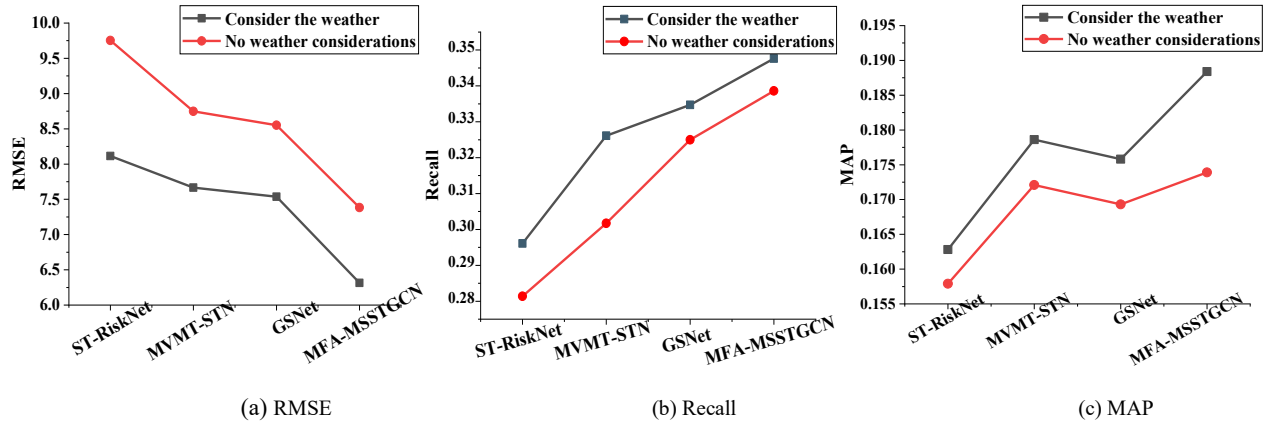 Consider the weather
No weather considerations
10.0
9.5
9.0
8.5
8.0
7.5
7.0
6.5
6.0
RMSE
ST-RiskNet
MVMT-STN
GSNet
MFA-MSSTGCN
(a) RMSE
Consider the weather
No weather considerations
0.35
0.34
0.33
0.32
0.31
0.30
0.29
0.28
Recall
ST-RiskNet
MVMT-STN
GSNet
MFA-MSSTGCN
(b) Recall
Consider the weather
No weather considerations
0.195
0.190
0.185
0.180
0.175
0.170
0.165
0.160
0.155
MAP
ST-RiskNet
MVMT-STN
GSNet
MFA-MSSTGCN
(c) MAP